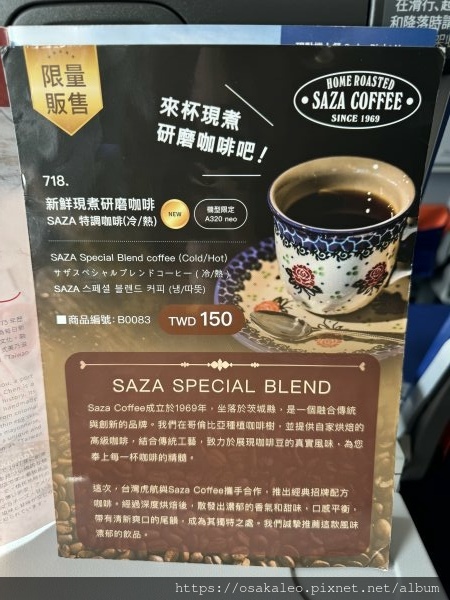 在滑行、起
和降落時請
限量
販售
HOME ROASTED
SAZA COFFEE
SINCE 1969
來杯現煮
研磨咖啡吧！
718.
新鮮現煮研磨咖啡
SAZA 特調咖啡(冷/熱)
NEW
機型限定
A320 neo
SAZA Special Blend coffee (Cold/Hot)
サザスペシャルブレンドコーヒー ( 冷/熱 )
SAZA 스페셜 블렌드 커피 (냉/따뜻)
■商品編號: B0083
TWD 150
SAZA SPECIAL BLEND
Saza Coffee成立於1969年，坐落於茨城縣，是一個融合傳統
與創新的品牌。我們在哥倫比亞種植咖啡樹，並提供自家烘焙的
高級咖啡，結合傳統工藝，致力於展現咖啡豆的真實風味，為您
奉上每一杯咖啡的精髓。
這次，台灣虎航與Saza Coffee攜手合作，推出經典招牌配方
咖啡，經過深度烘焙後，散發出濃郁的香氣和甜味，口感平衡，
帶有清新爽口的尾韻，成為其獨特之處。我們誠摯推薦這款風味
濃郁的飲品。
https://osakaleo.pixnet.net/album